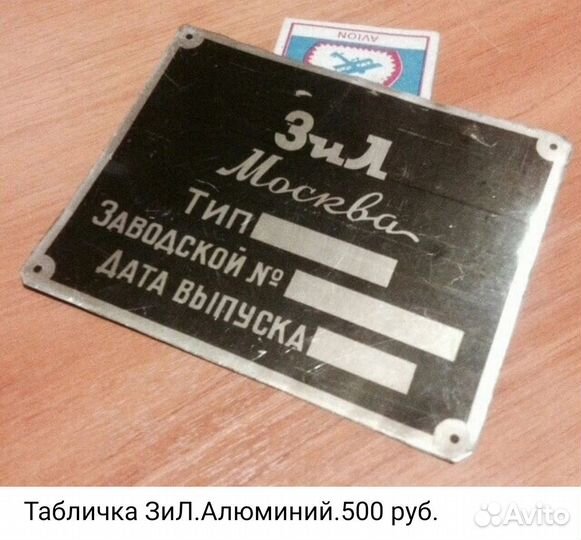 AVION
ЗиЛ
Москва
ТИП
ЗАВОДСКОЙ №
ДАТА ВЫПУСКА
Табличка ЗиЛ.Алюминий.500 руб.
Avito